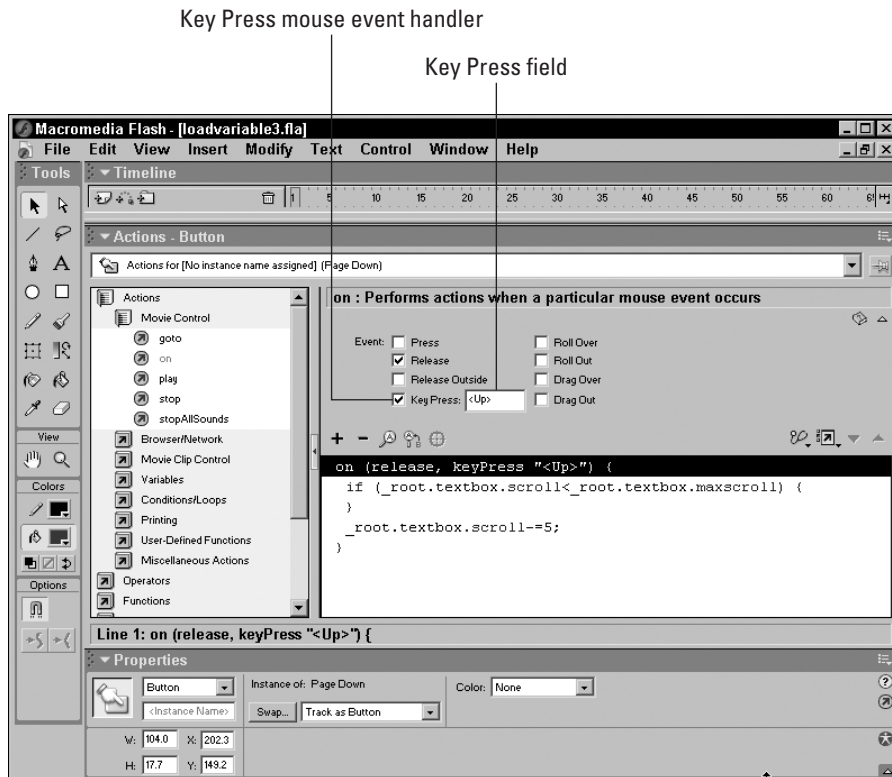 Key Press mouse event handler
Key Press field
Macromedia Flash - [loadvariable3.fla]
File Edit View Insert Modify Text Control Window Help
Tools
Timeline
1 5 10 15 20 25 30 35 40 45 50 55 60
Actions - Button
Actions for [No instance name assigned] (Page Down)
Actions
Movie Control
goto
on
play
stop
stopAllSounds
Browser/Network
Movie Clip Control
Variables
Conditions/Loops
Printing
User-Defined Functions
Miscellaneous Actions
Operators
Functions
on : Performs actions when a particular mouse event occurs
Event: Press Roll Over
Release Roll Out
Release Outside Drag Over
Key Press: <Up> Drag Out
on (release, keyPress "<Up>") {
if (_root.textbox.scroll<_root.textbox.maxscroll) {
}
_root.textbox.scroll-=5;
}
View
Colors
Options
Line 1: on (release, keyPress "<Up>") {
Properties
Button Instance of: Page Down Color: None
<Instance Name> Swap... Track as Button
W: 104.0 X: 202.3
H: 17.7 Y: 149.2